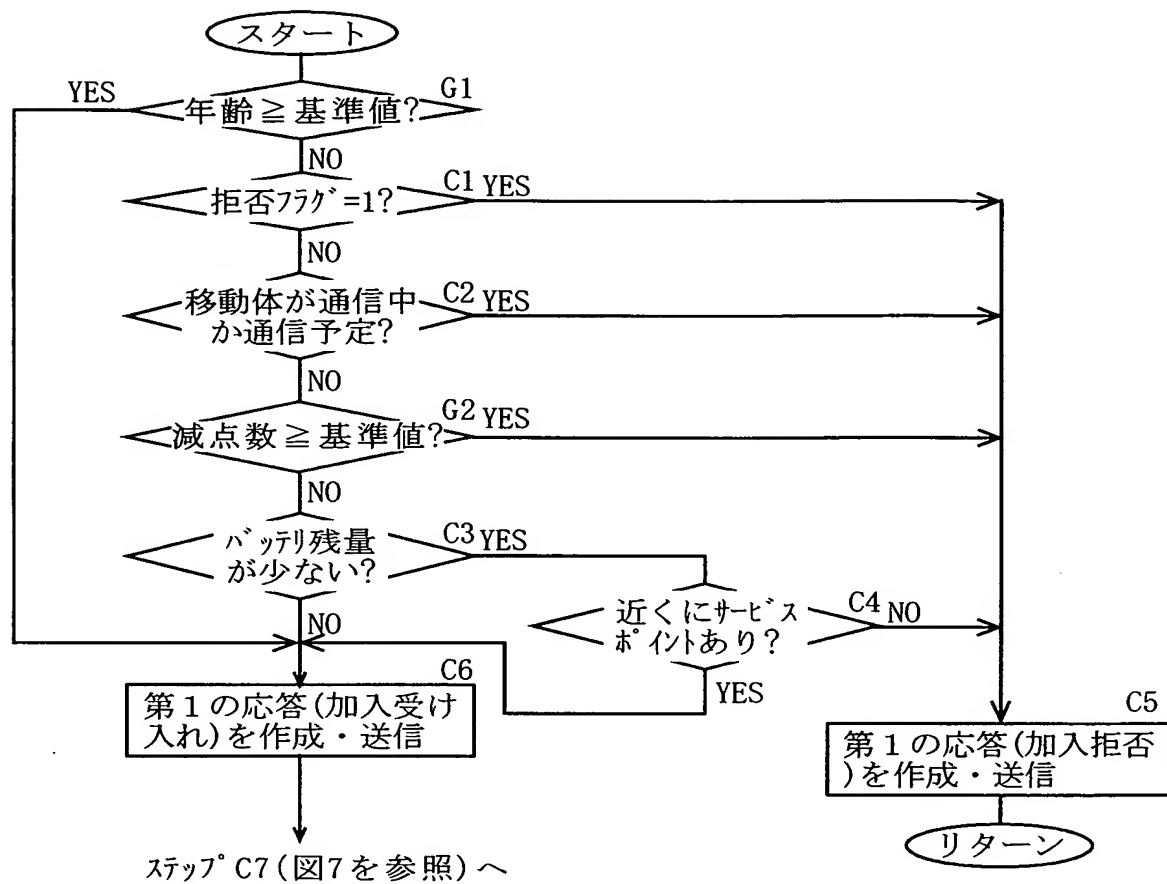 スタート
YES
G1
年齢≧基準値?
NO
C1
YES
拒否フラグ=1?
NO
C2
YES
移動体が通信中
か通信予定?
NO
G2
YES
減点数≧基準値?
NO
C3
YES
バッテリ残量
が少ない?
NO
C4
NO
近くにサービス
ポイントあり?
YES
C6
第1の応答(加入受け
入れ)を作成・送信
C5
第1の応答(加入拒否
)を作成・送信
リターン
ステップC7(図7を参照)へ